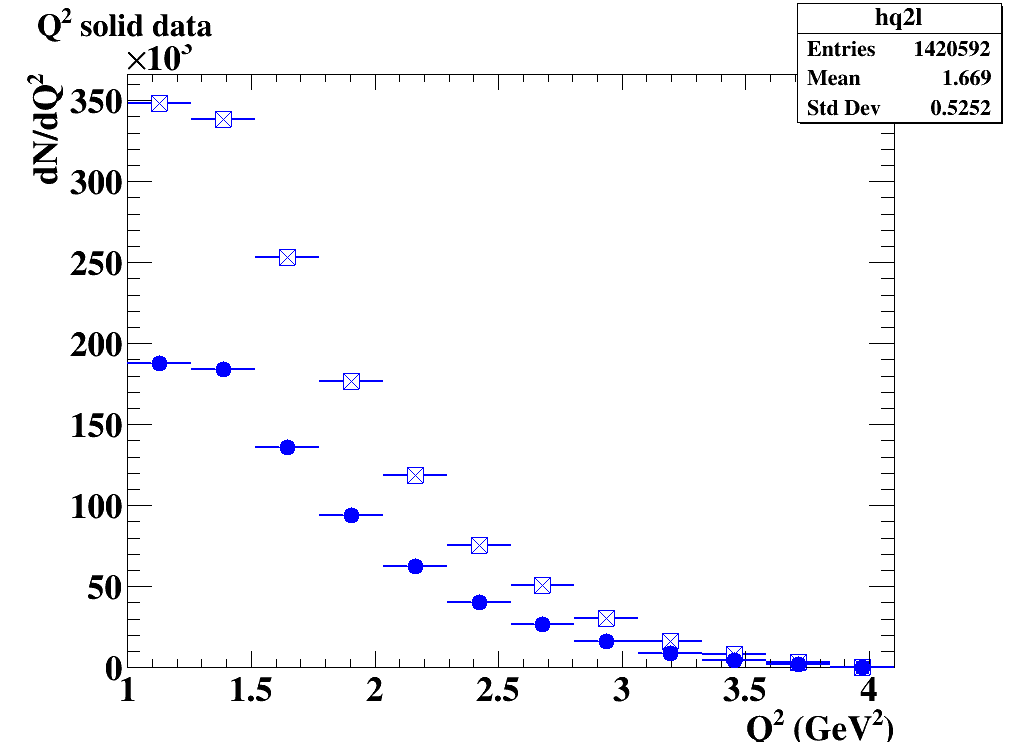 Q² solid data
×10³
dN/dQ²
hq2l
Entries 1420592
Mean 1.669
Std Dev 0.5252
350
300
250
200
150
100
50
0
1 1.5 2 2.5 3 3.5 4
Q² (GeV²)